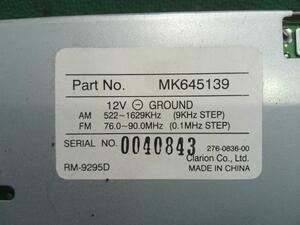 Part No. MK645139
12V ⊖ GROUND
AM 522~1629KHz (9KHz STEP)
FM 76.0~90.0MHz (0.1MHz STEP)
SERIAL NO. 0040843
276-0836-00
Clarion Co., Ltd.
RM-9295D MADE IN CHINA